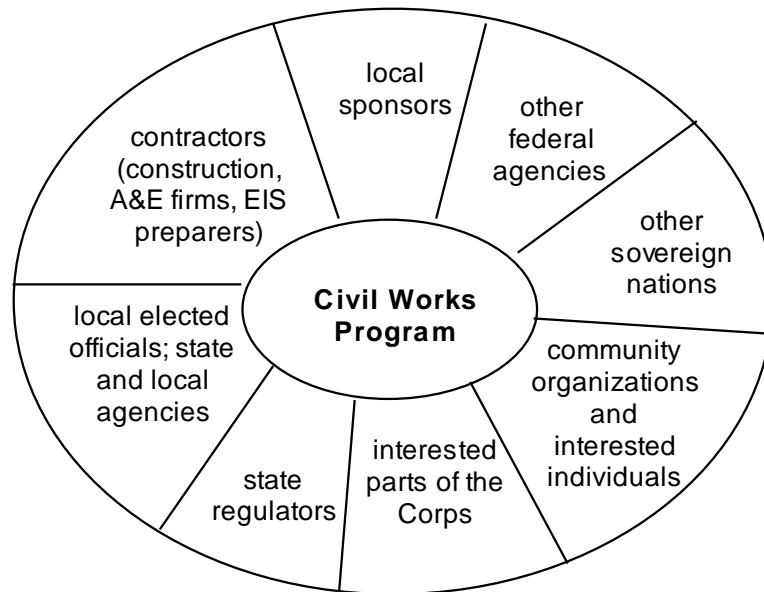 local
sponsors
other
federal
agencies
contractors
(construction,
A&E firms, EIS
preparers)
other
sovereign
nations
Civil Works
Program
local elected
officials; state
and local
agencies
community
organizations
and
interested
individuals
state
regulators
interested
parts of the
Corps